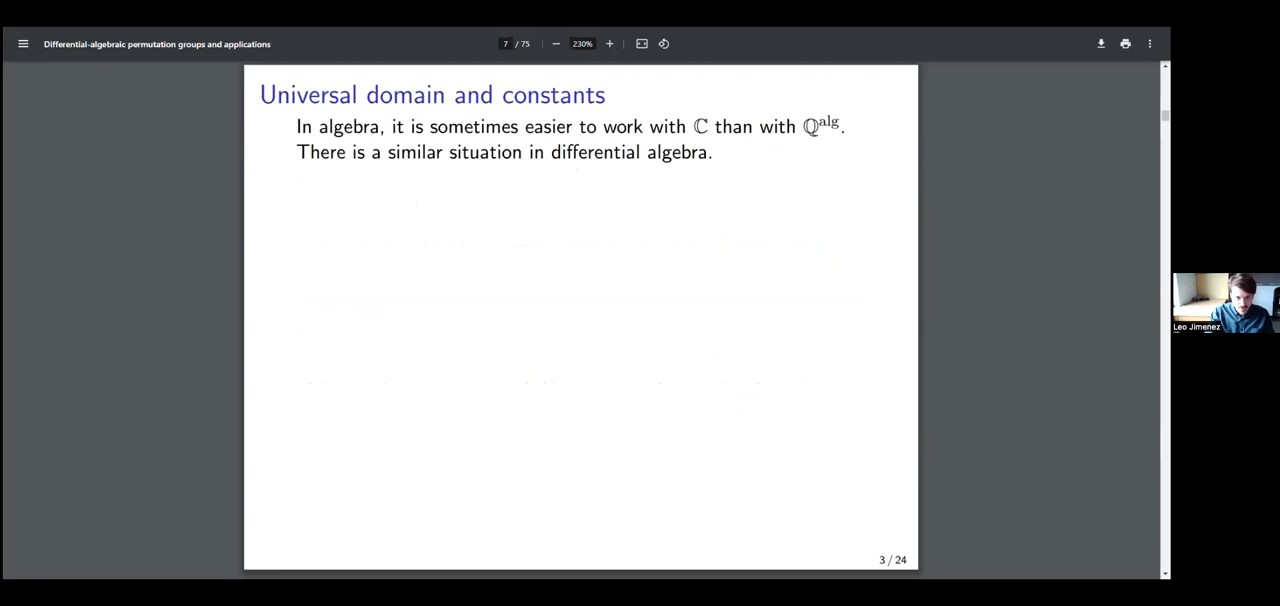 Differential-algebraic permutation groups and applications
7 / 75
230%
Universal domain and constants
In algebra, it is sometimes easier to work with ℂ than with ℚ^alg.
There is a similar situation in differential algebra.
3 / 24
Leo Jimenez